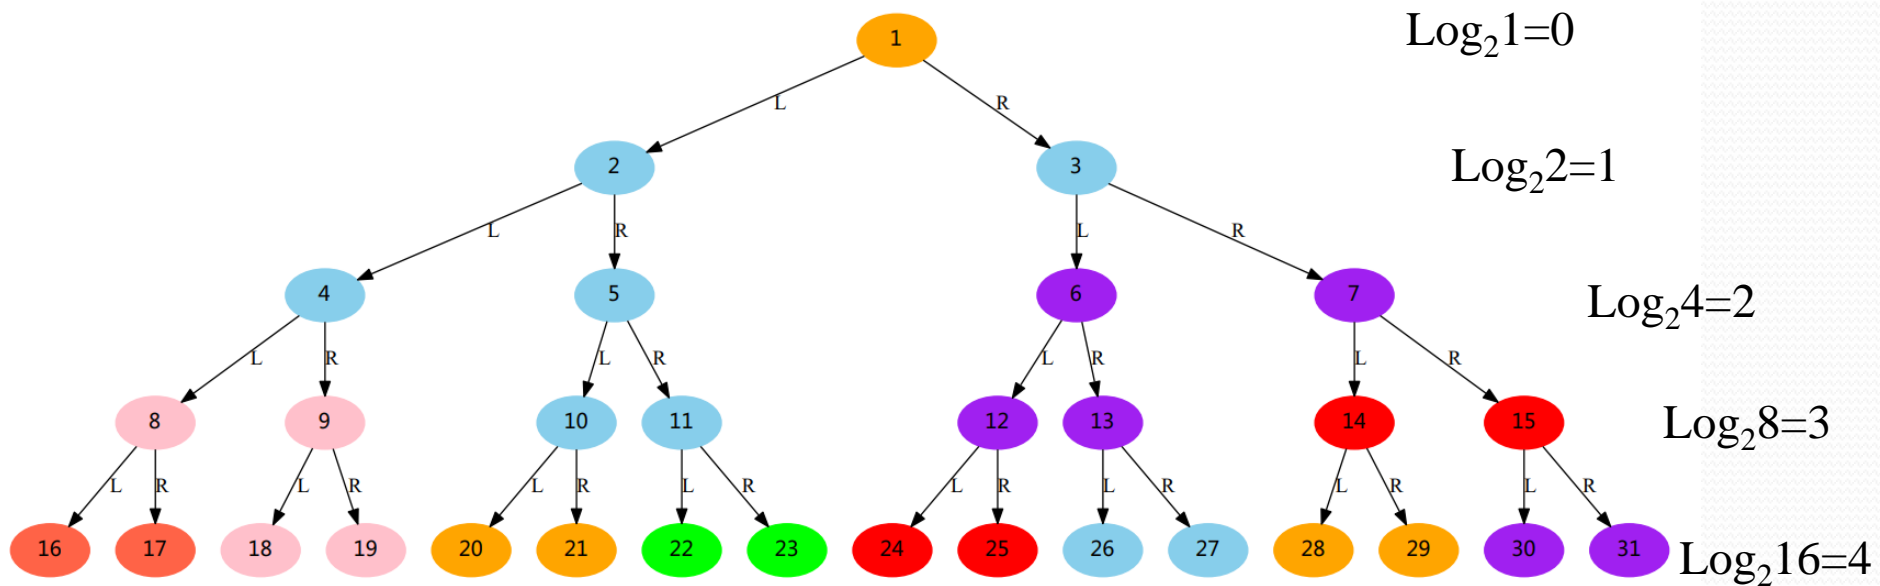 1 Log₂1=0
L R
2 3 Log₂2=1
L R L R
4 5 6 7 Log₂4=2
L R L R L R L R
8 9 10 11 12 13 14 15 Log₂8=3
L R L R L R L R L R L R L R L R
16 17 18 19 20 21 22 23 24 25 26 27 28 29 30 31 Log₂16=4